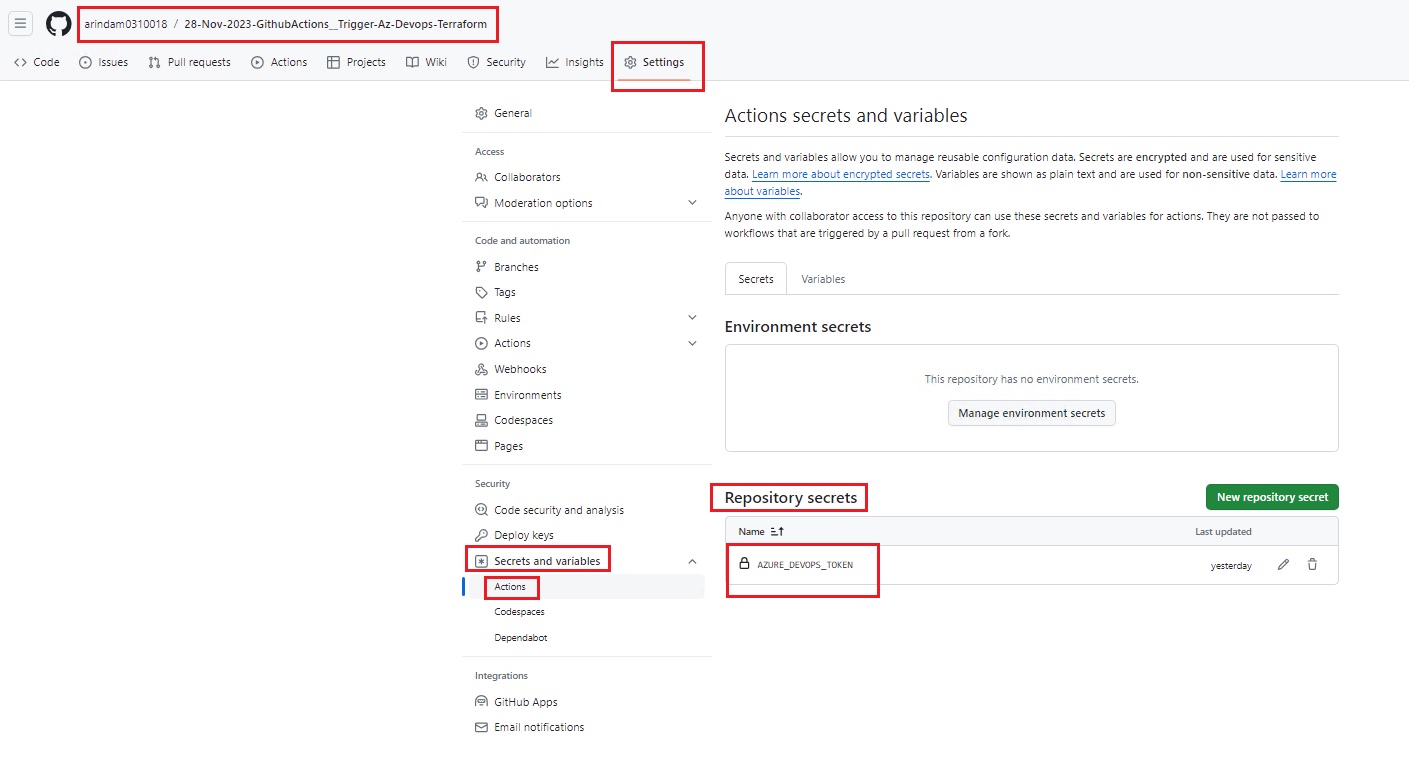 arindam0310018 / 28-Nov-2023-GithubActions__Trigger-Az-Devops-Terraform
Code Issues Pull requests Actions Projects Wiki Security Insights Settings
General
Access
Collaborators
Moderation options
Code and automation
Branches
Tags
Rules
Actions
Webhooks
Environments
Codespaces
Pages
Security
Code security and analysis
Deploy keys
Secrets and variables
Actions
Codespaces
Dependabot
Integrations
GitHub Apps
Email notifications
Actions secrets and variables
Secrets and variables allow you to manage reusable configuration data. Secrets are encrypted and are used for sensitive
data. Learn more about encrypted secrets. Variables are shown as plain text and are used for non-sensitive data. Learn more
about variables.
Anyone with collaborator access to this repository can use these secrets and variables for actions. They are not passed to
workflows that are triggered by a pull request from a fork.
Secrets Variables
Environment secrets
This repository has no environment secrets.
Manage environment secrets
Repository secrets New repository secret
Name Last updated
AZURE_DEVOPS_TOKEN yesterday